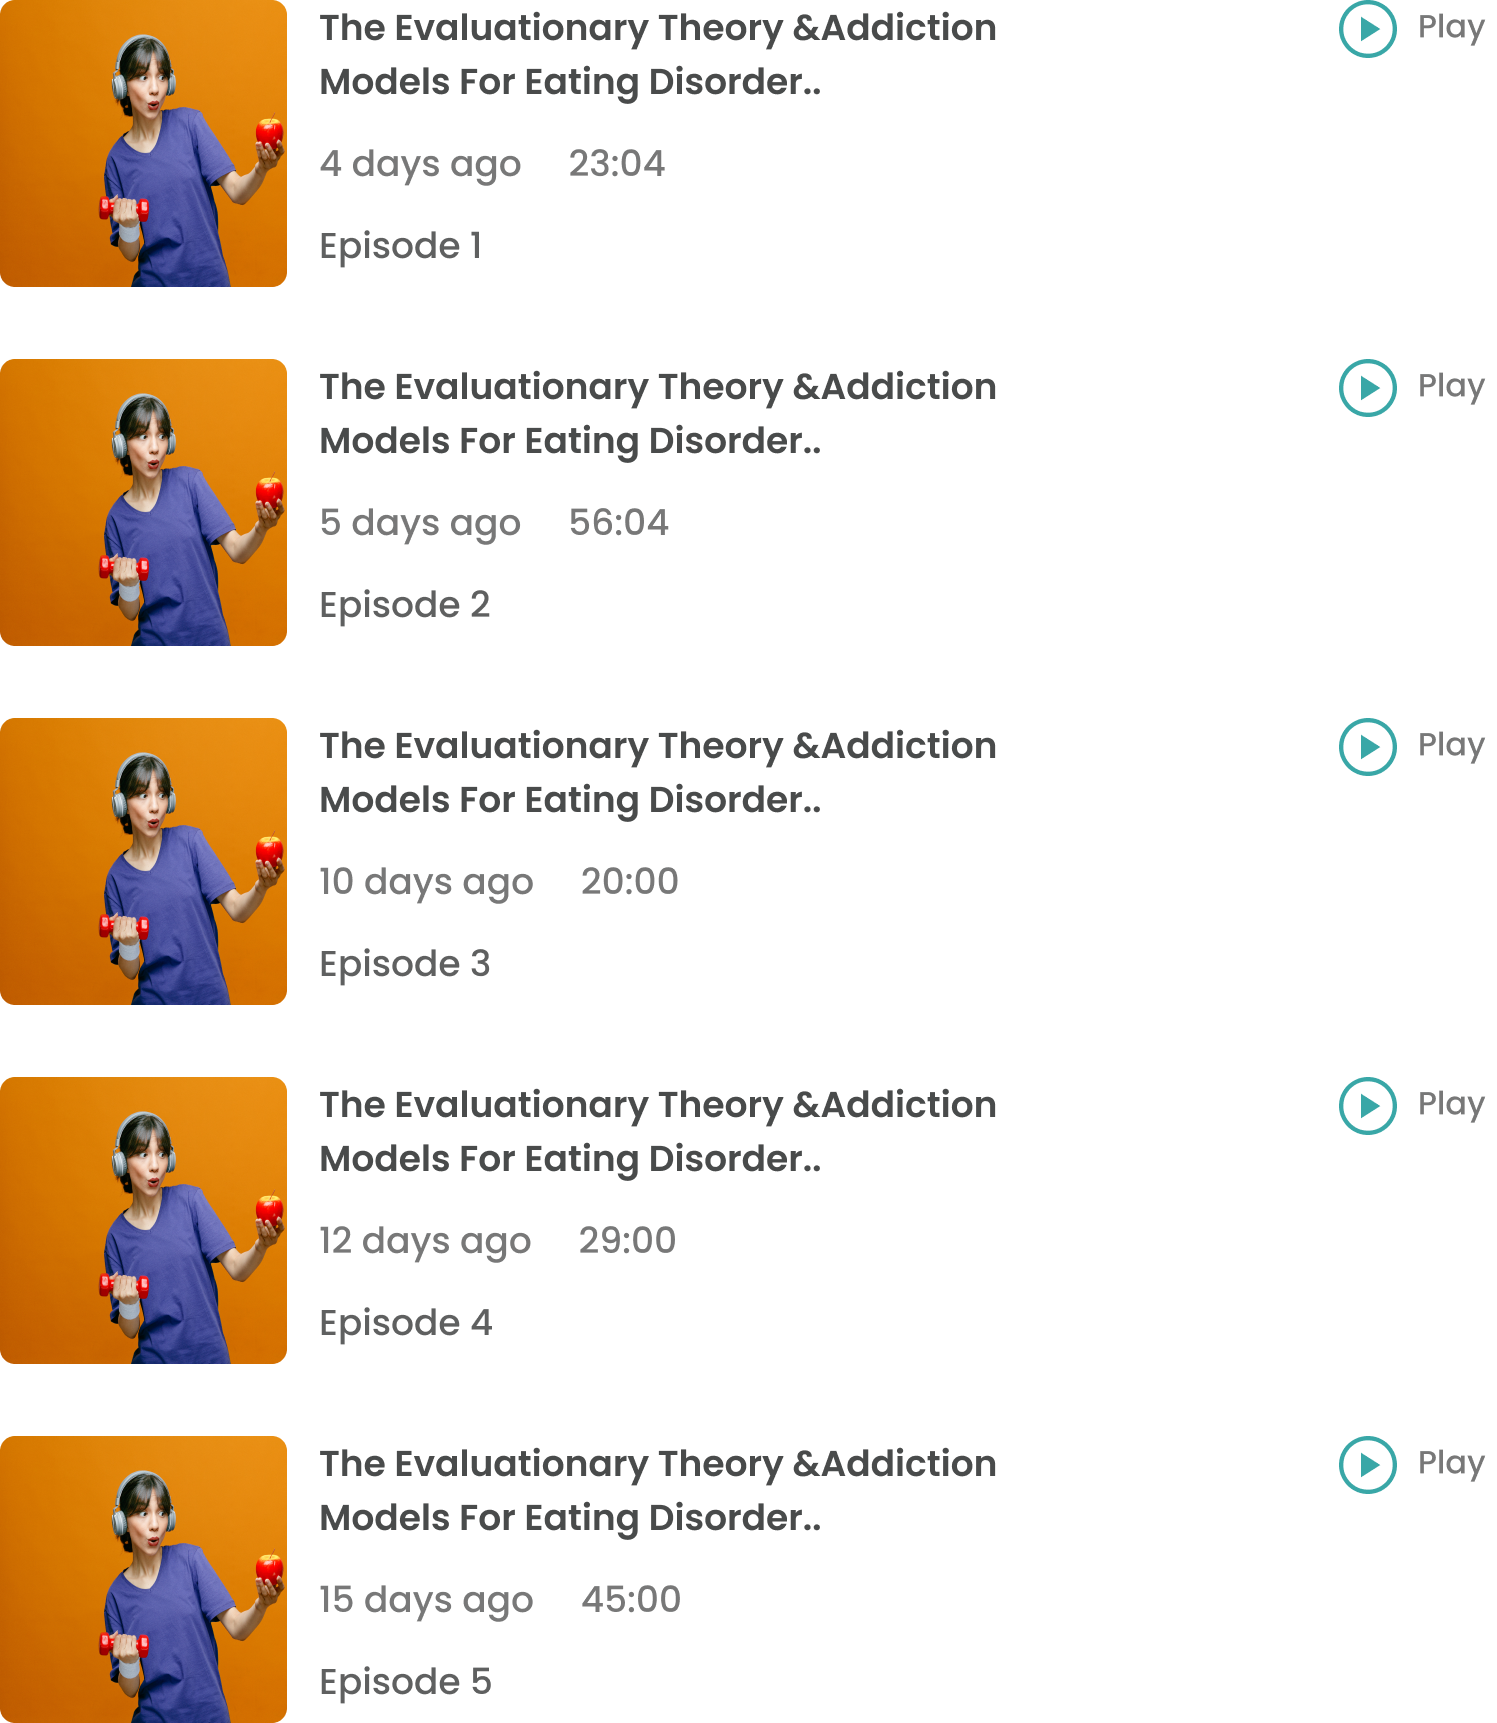 The Evaluationary Theory &Addiction
Play
Models For Eating Disorder..
4 days ago 23:04
Episode 1
The Evaluationary Theory &Addiction
Play
Models For Eating Disorder..
5 days ago 56:04
Episode 2
The Evaluationary Theory &Addiction
Play
Models For Eating Disorder..
10 days ago 20:00
Episode 3
The Evaluationary Theory &Addiction
Play
Models For Eating Disorder..
12 days ago 29:00
Episode 4
The Evaluationary Theory &Addiction
Play
Models For Eating Disorder..
15 days ago 45:00
Episode 5